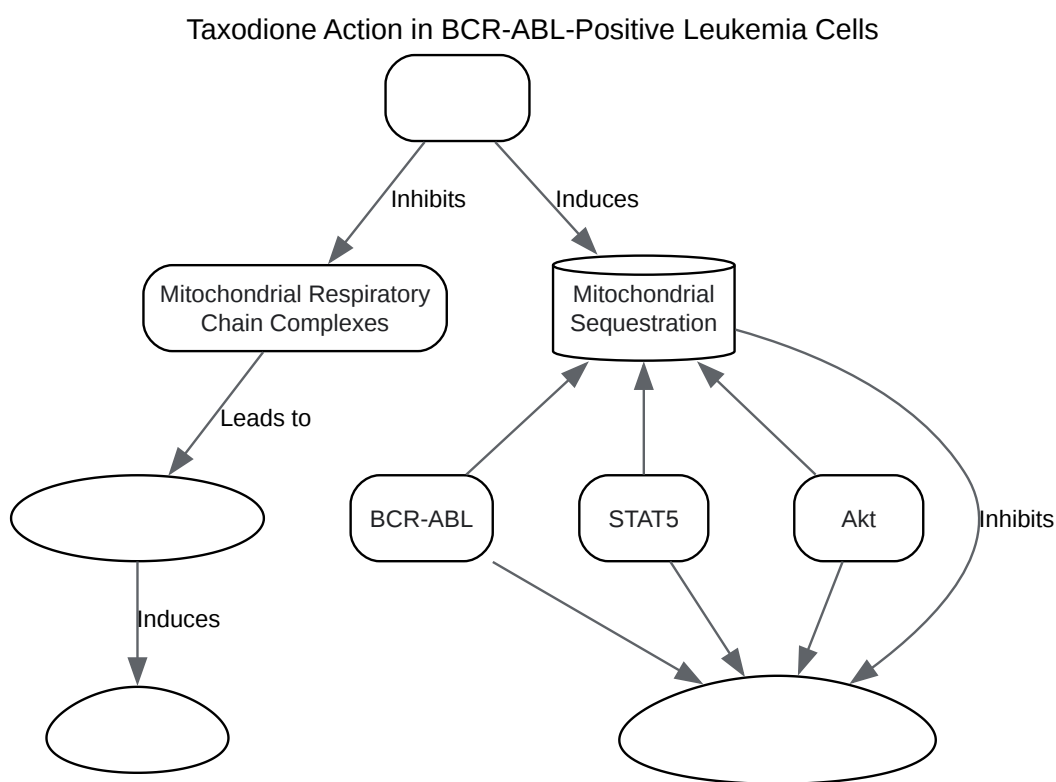 Taxodione Action in BCR-ABL-Positive Leukemia Cells
Inhibits
Induces
Mitochondrial Respiratory
Chain Complexes
Mitochondrial
Sequestration
Leads to
BCR-ABL
STAT5
Akt
Inhibits
Induces